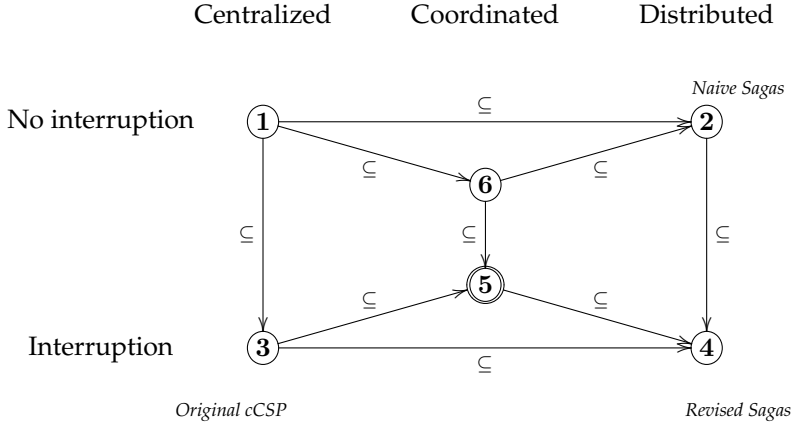 Centralized Coordinated Distributed
Naive Sagas
No interruption 1 ⊆ 2
⊆ 6 ⊆
⊆ ⊆ ⊆
⊆ 5 ⊆
Interruption 3 ⊆ 4
Original cCSP Revised Sagas